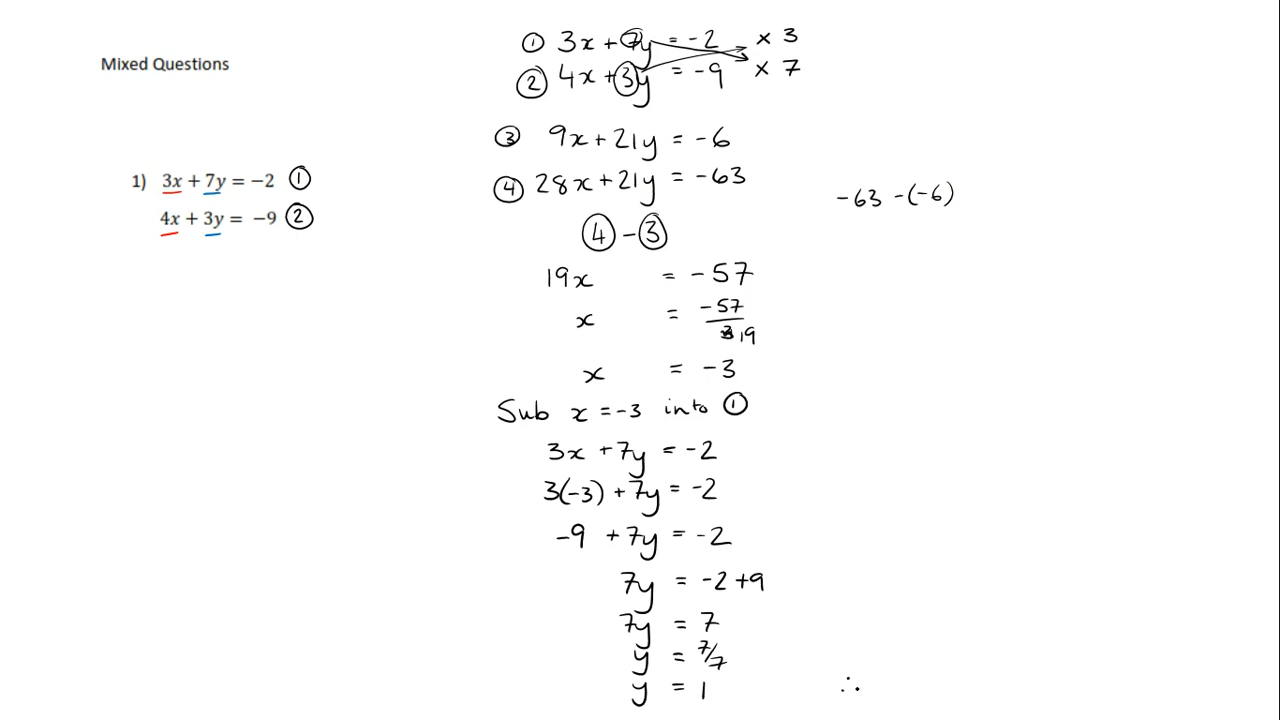 Mixed Questions
1) 3x + 7y = −2 ①
4x + 3y = −9 ②
① 3x + 7y = -2 × 3
② 4x + 3y = -9 × 7
③ 9x + 21y = -6
④ 28x + 21y = -63
-63 - (-6)
④ - ③
19x = -57
x = -57/19
x = -3
Sub x = -3 into ①
3x + 7y = -2
3(-3) + 7y = -2
-9 + 7y = -2
7y = -2 + 9
7y = 7
y = 7/7
y = 1
∴